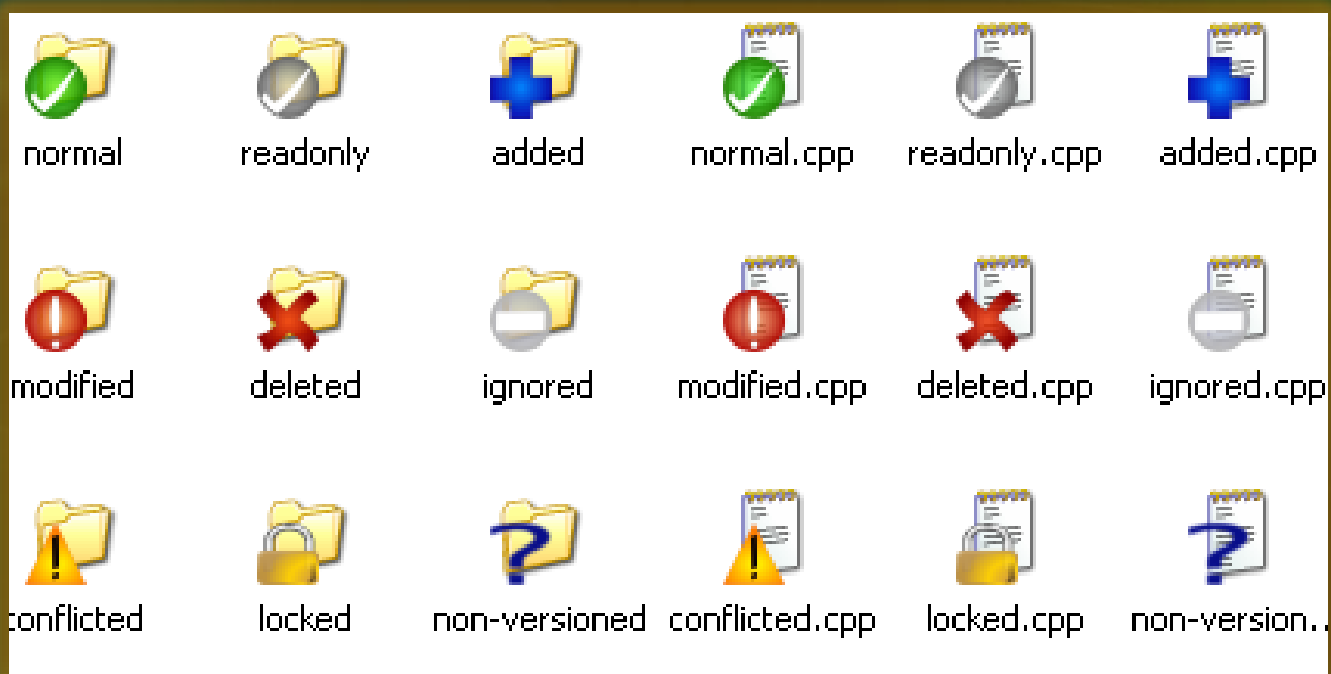 normal readonly added normal.cpp readonly.cpp added.cpp
modified deleted ignored modified.cpp deleted.cpp ignored.cpp
conflicted locked non-versioned conflicted.cpp locked.cpp non-version..